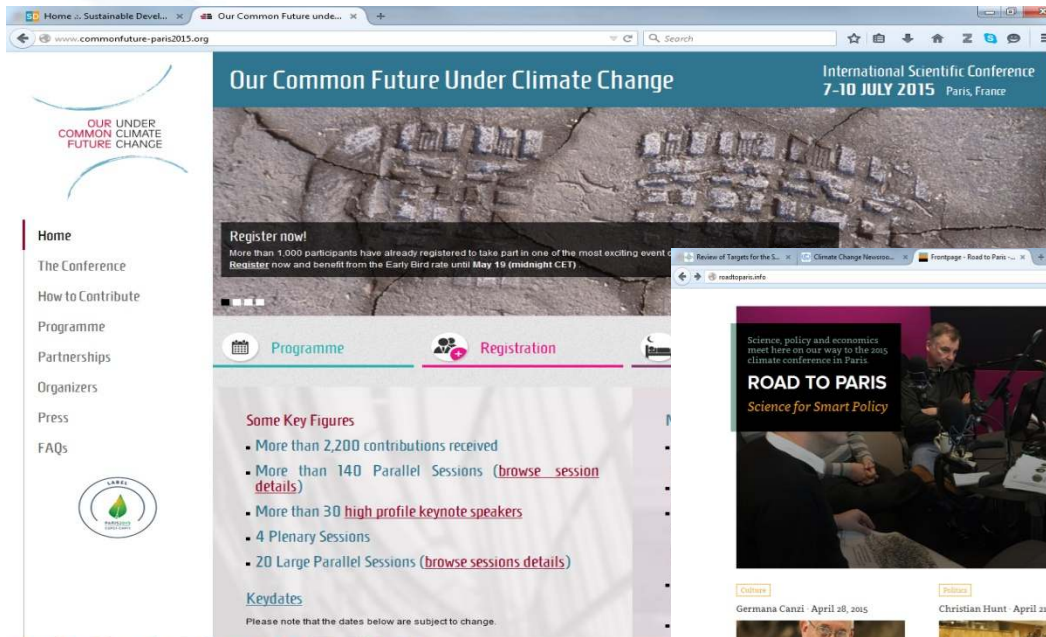 Home .:. Sustainable Devel...
Our Common Future unde...
www.commonfuture-paris2015.org
Search
OUR UNDER
COMMON CLIMATE
FUTURE CHANGE
Home
The Conference
How to Contribute
Programme
Partnerships
Organizers
Press
FAQs
LABEL
Our Common Future Under Climate Change
International Scientific Conference
7-10 JULY 2015 Paris, France
Register now!
More than 1,000 participants have already registered to take part in one of the most exciting event
Register now and benefit from the Early Bird rate until May 19 (midnight CET)
Programme
Registration
Some Key Figures
More than 2,200 contributions received
More than 140 Parallel Sessions (browse session
details)
More than 30 high profile keynote speakers
4 Plenary Sessions
20 Large Parallel Sessions (browse sessions details)
Keydates
Please note that the dates below are subject to change.
Review of Targets for the S...
Climate Change Newsroo...
Frontpage - Road to Paris -...
roadtoparis.info
Science, policy and economics
meet here on our way to the 2015
climate conference in Paris
ROAD TO PARIS
Science for Smart Policy
Culture
Germana Canzi · April 28, 2015
Politics
Christian Hunt · April